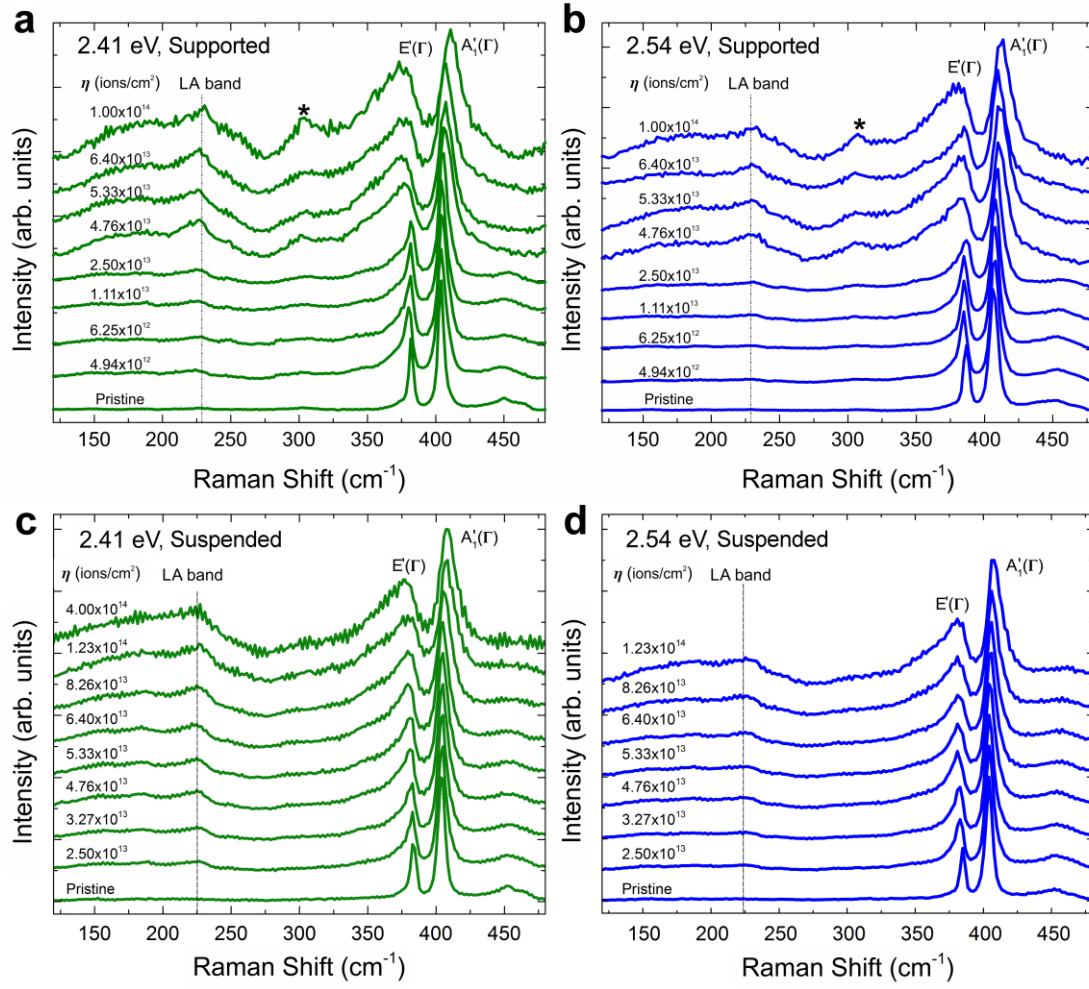 a
2.41 eV, Supported
E'(Γ)
A'₁(Γ)
η (ions/cm²)
LA band
*
1.00x10¹⁴
6.40x10¹³
5.33x10¹³
4.76x10¹³
2.50x10¹³
1.11x10¹³
6.25x10¹²
4.94x10¹²
Pristine
Intensity (arb. units)
150 200 250 300 350 400 450
Raman Shift (cm⁻¹)
b
2.54 eV, Supported
E'(Γ)
A'₁(Γ)
η (ions/cm²)
LA band
*
1.00x10¹⁴
6.40x10¹³
5.33x10¹³
4.76x10¹³
2.50x10¹³
1.11x10¹³
6.25x10¹²
4.94x10¹²
Pristine
Intensity (arb. units)
150 200 250 300 350 400 450
Raman Shift (cm⁻¹)
c
2.41 eV, Suspended
E'(Γ)
A'₁(Γ)
η (ions/cm²)
LA band
4.00x10¹⁴
1.23x10¹⁴
8.26x10¹³
6.40x10¹³
5.33x10¹³
4.76x10¹³
3.27x10¹³
2.50x10¹³
Pristine
Intensity (arb. units)
150 200 250 300 350 400 450
Raman Shift (cm⁻¹)
d
2.54 eV, Suspended
E'(Γ)
A'₁(Γ)
η (ions/cm²)
LA band
1.23x10¹⁴
8.26x10¹³
6.40x10¹³
5.33x10¹³
4.76x10¹³
3.27x10¹³
2.50x10¹³
Pristine
Intensity (arb. units)
150 200 250 300 350 400 450
Raman Shift (cm⁻¹)